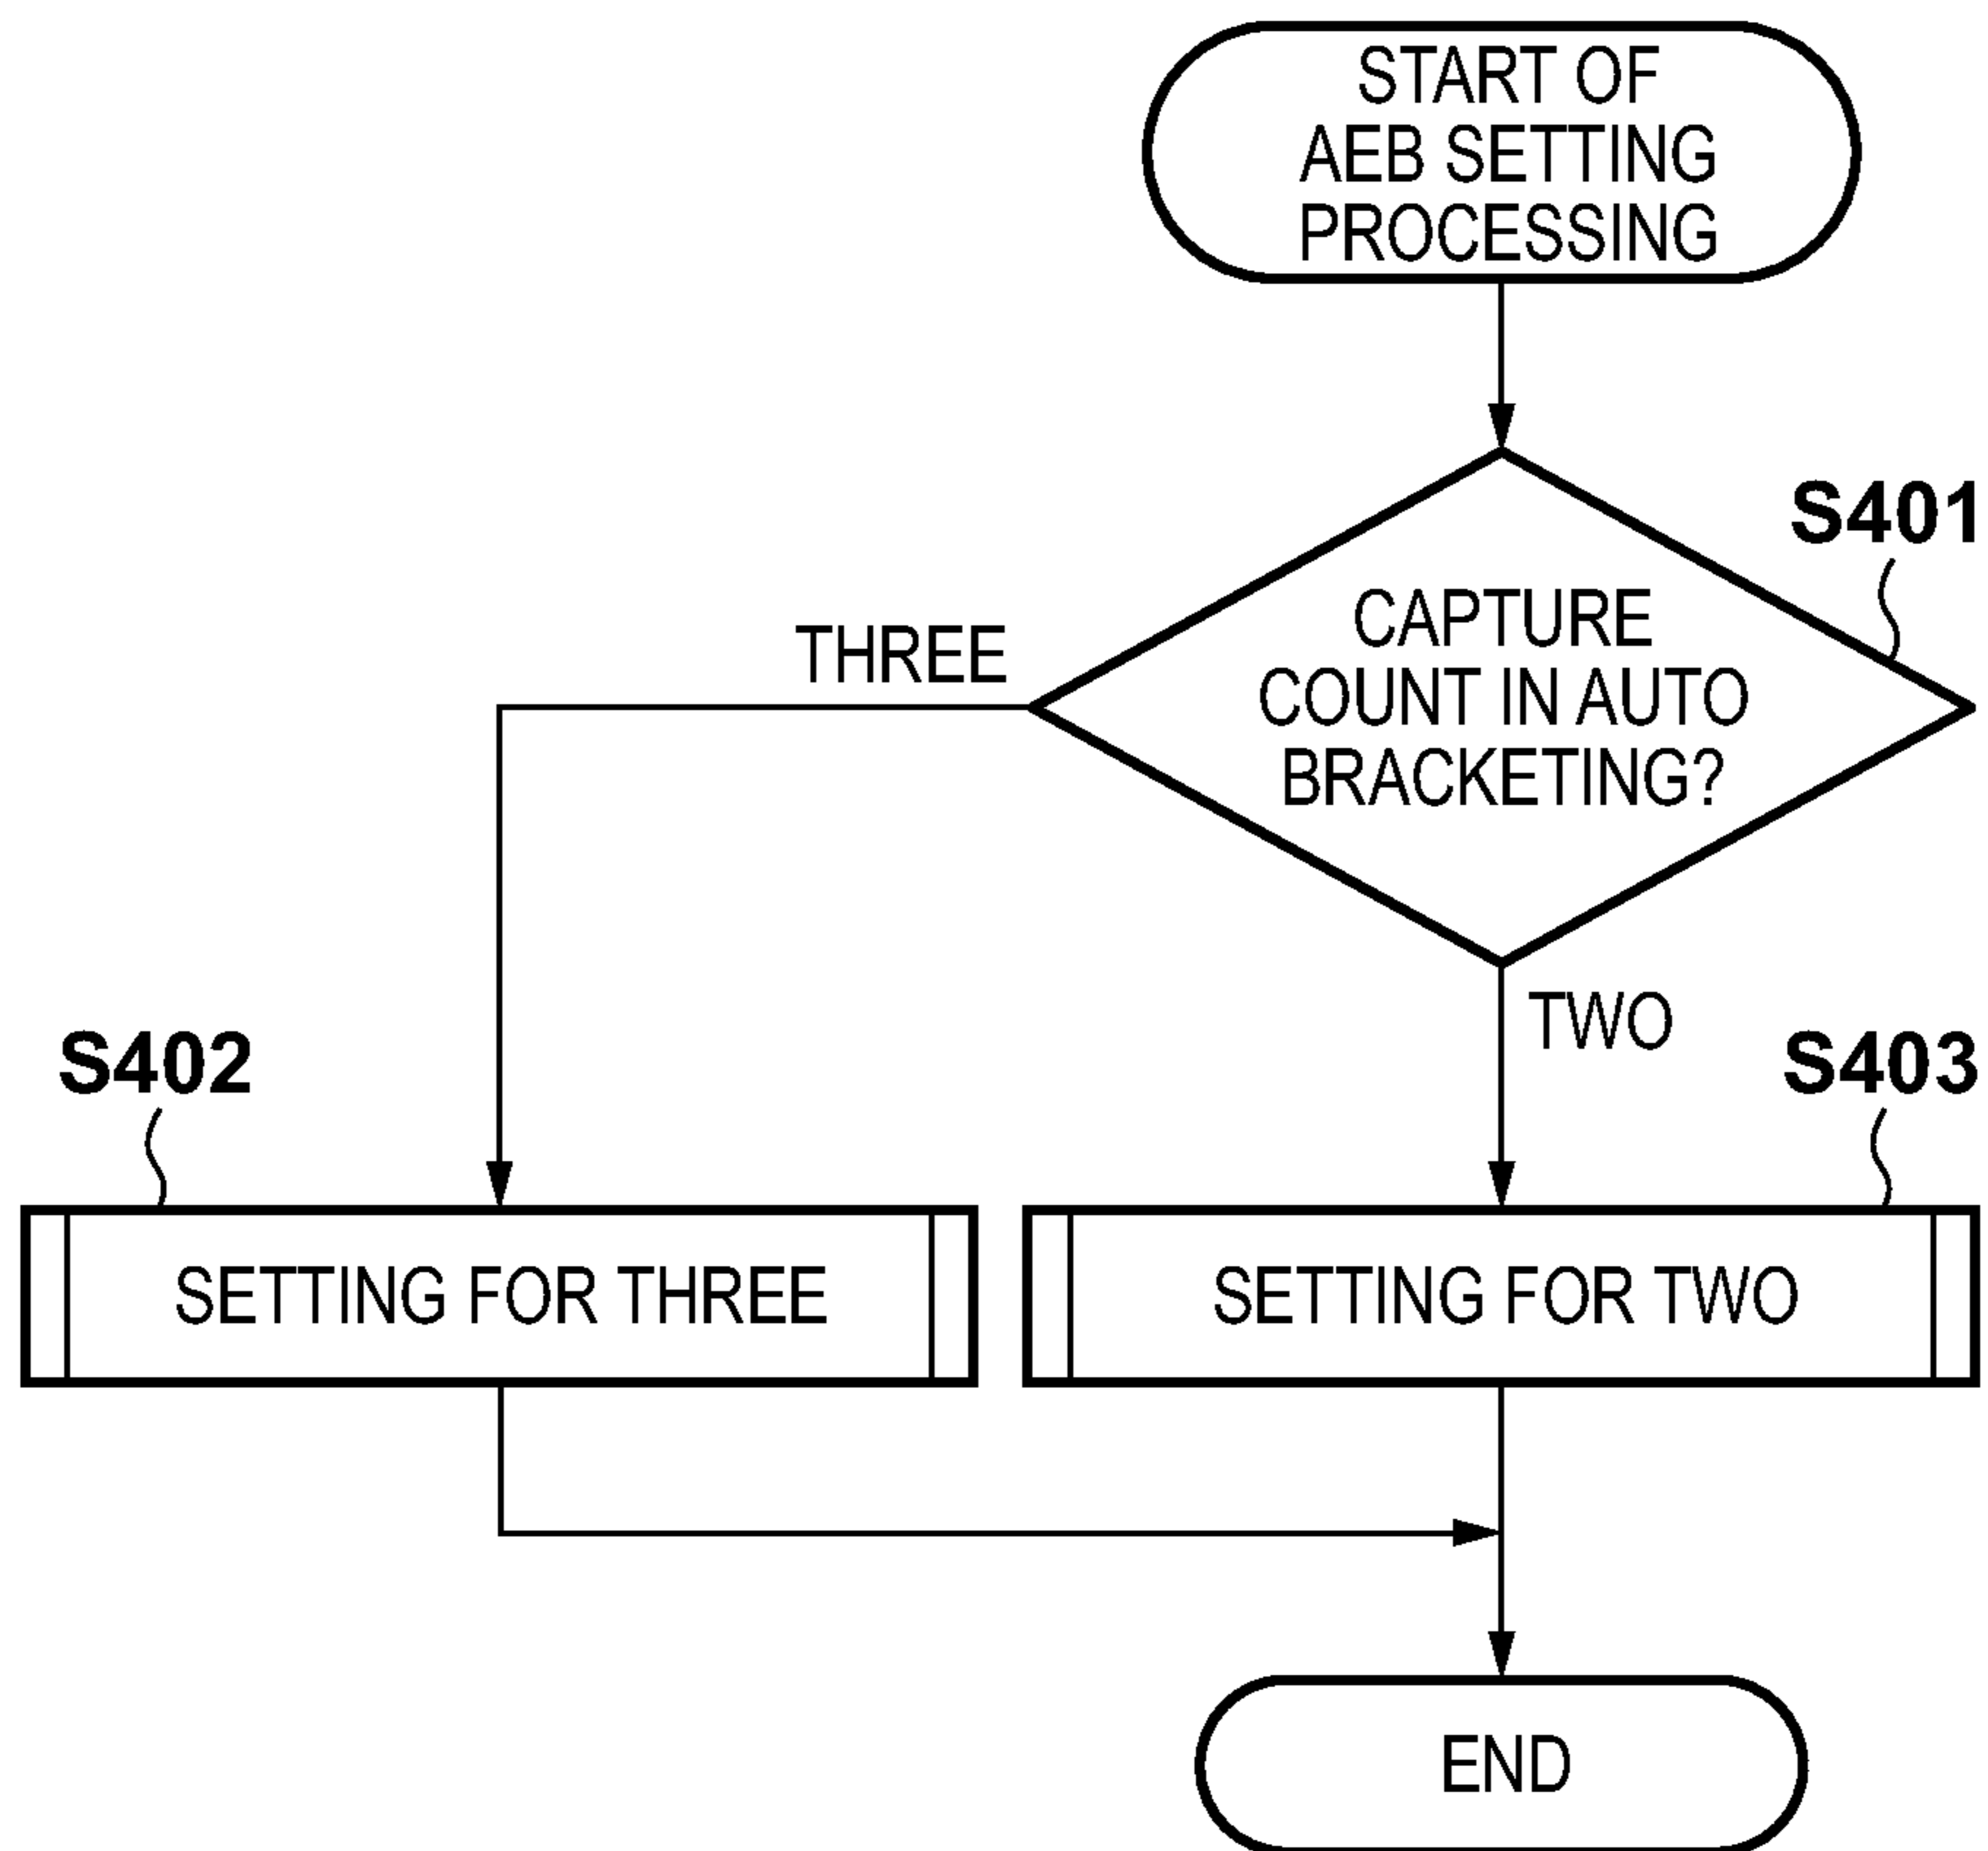 START OF
AEB SETTING
PROCESSING
S401
CAPTURE
COUNT IN AUTO
BRACKETING?
THREE
TWO
S402
S403
SETTING FOR THREE
SETTING FOR TWO
END